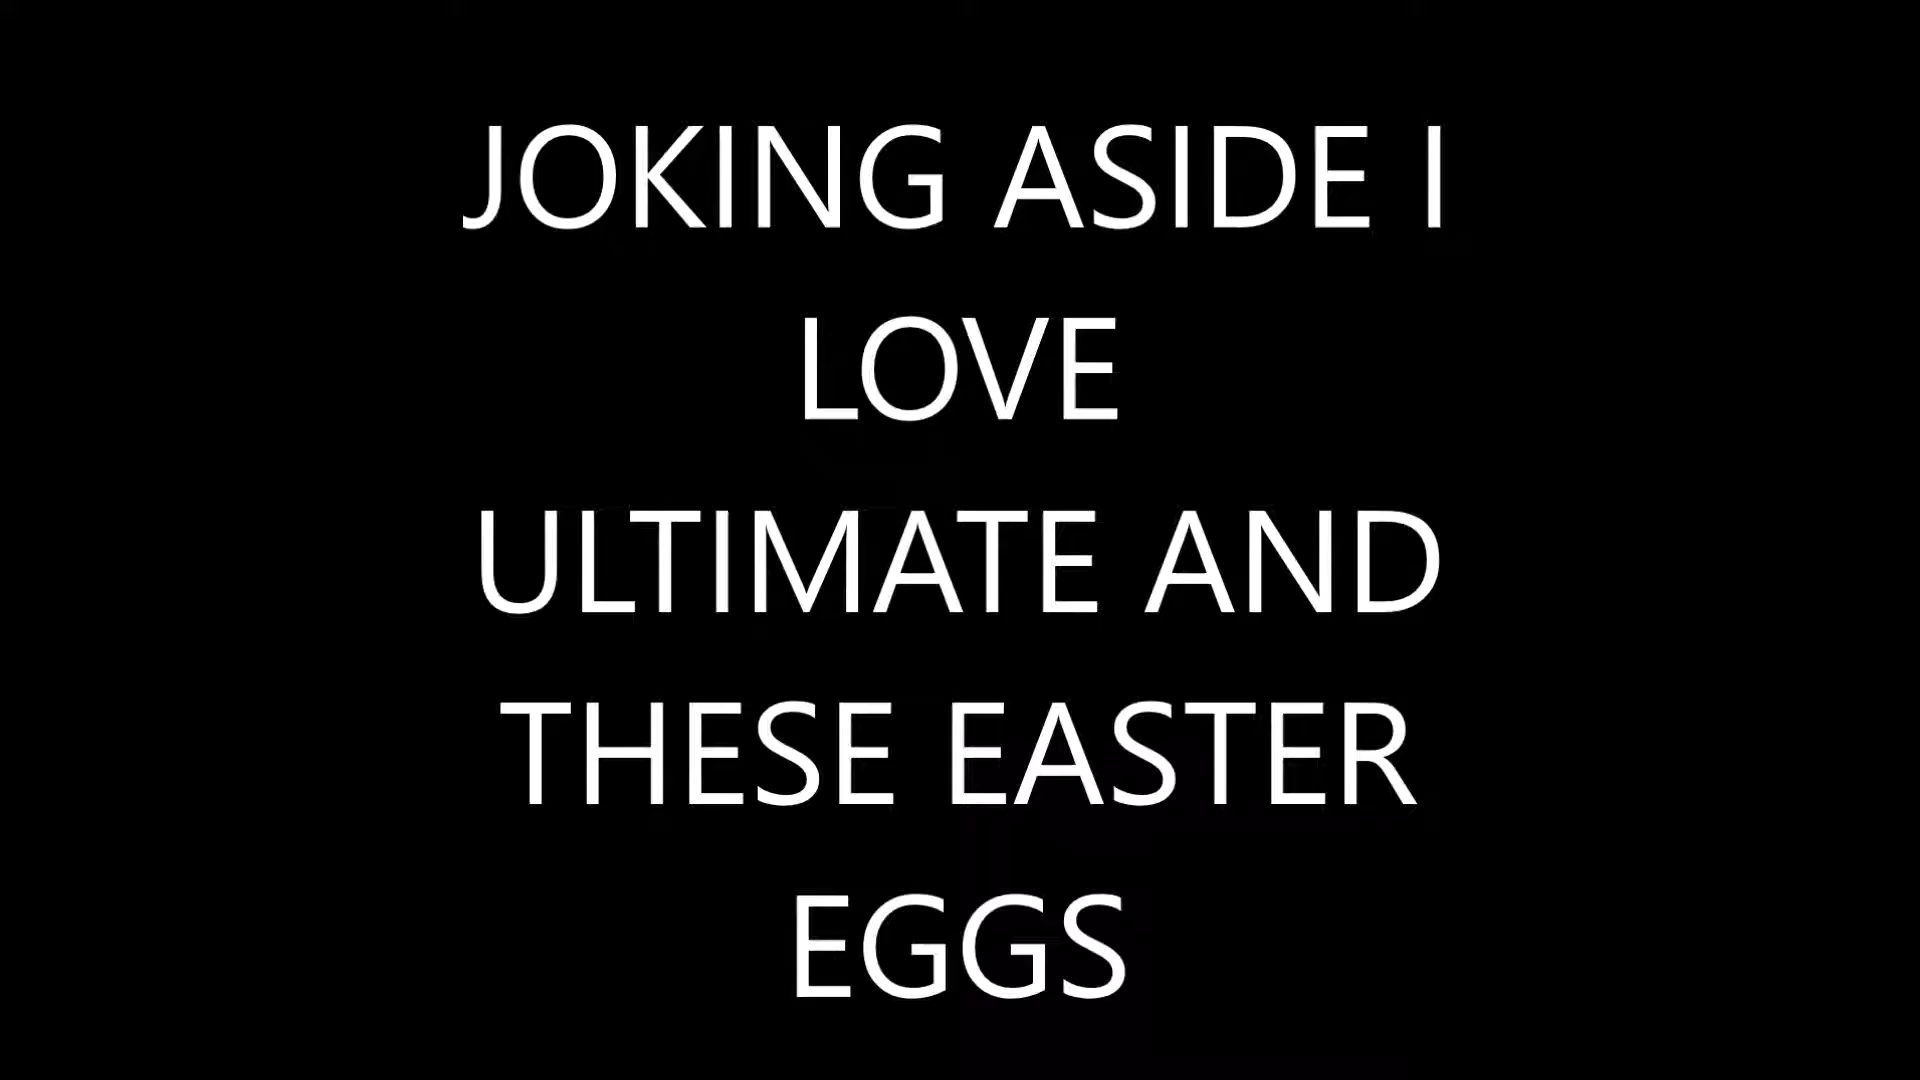 JOKING ASIDE I
LOVE
ULTIMATE AND
THESE EASTER
EGGS